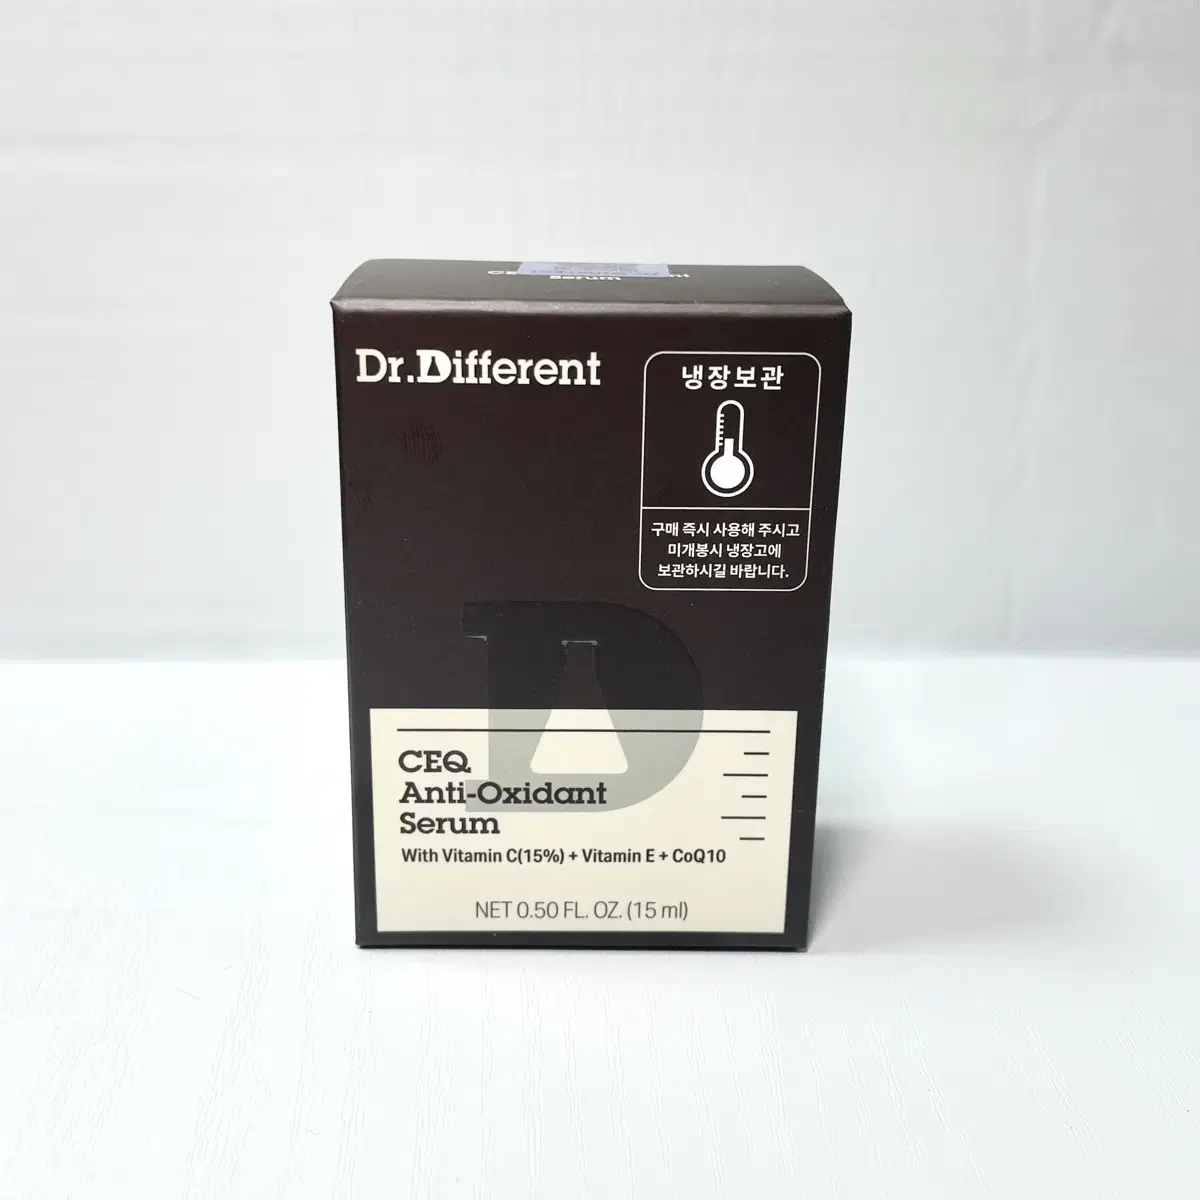 Serum
Dr.Different
냉장보관
구매 즉시 사용해 주시고
미개봉시 냉장고에
보관하시길 바랍니다.
CEQ
Anti-Oxidant
Serum
With Vitamin C(15%) + Vitamin E + CoQ10
NET 0.50 FL. OZ. (15 ml)